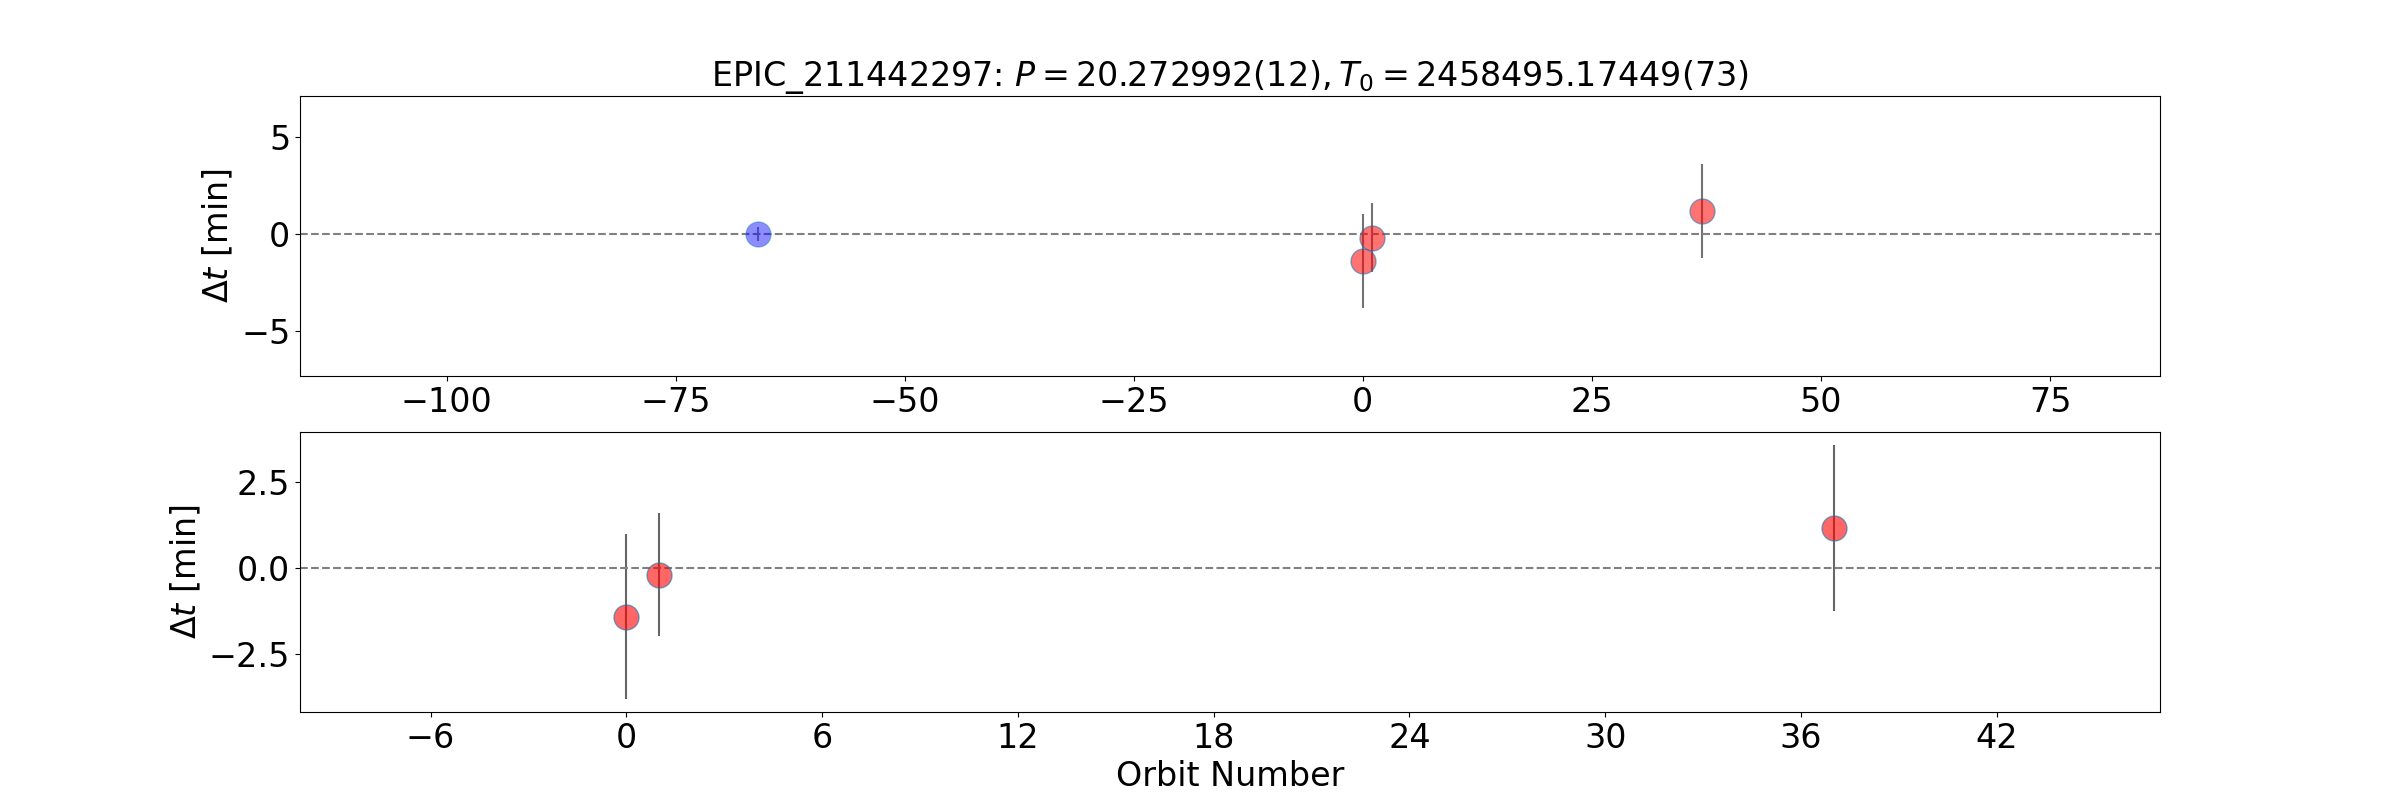 EPIC_211442297: P = 20.272992(12), T₀ = 2458495.17449(73)
Δt [min]
5
0
−5
−100 −75 −50 −25 0 25 50 75
Δt [min]
2.5
0.0
−2.5
−6 0 6 12 18 24 30 36 42
Orbit Number